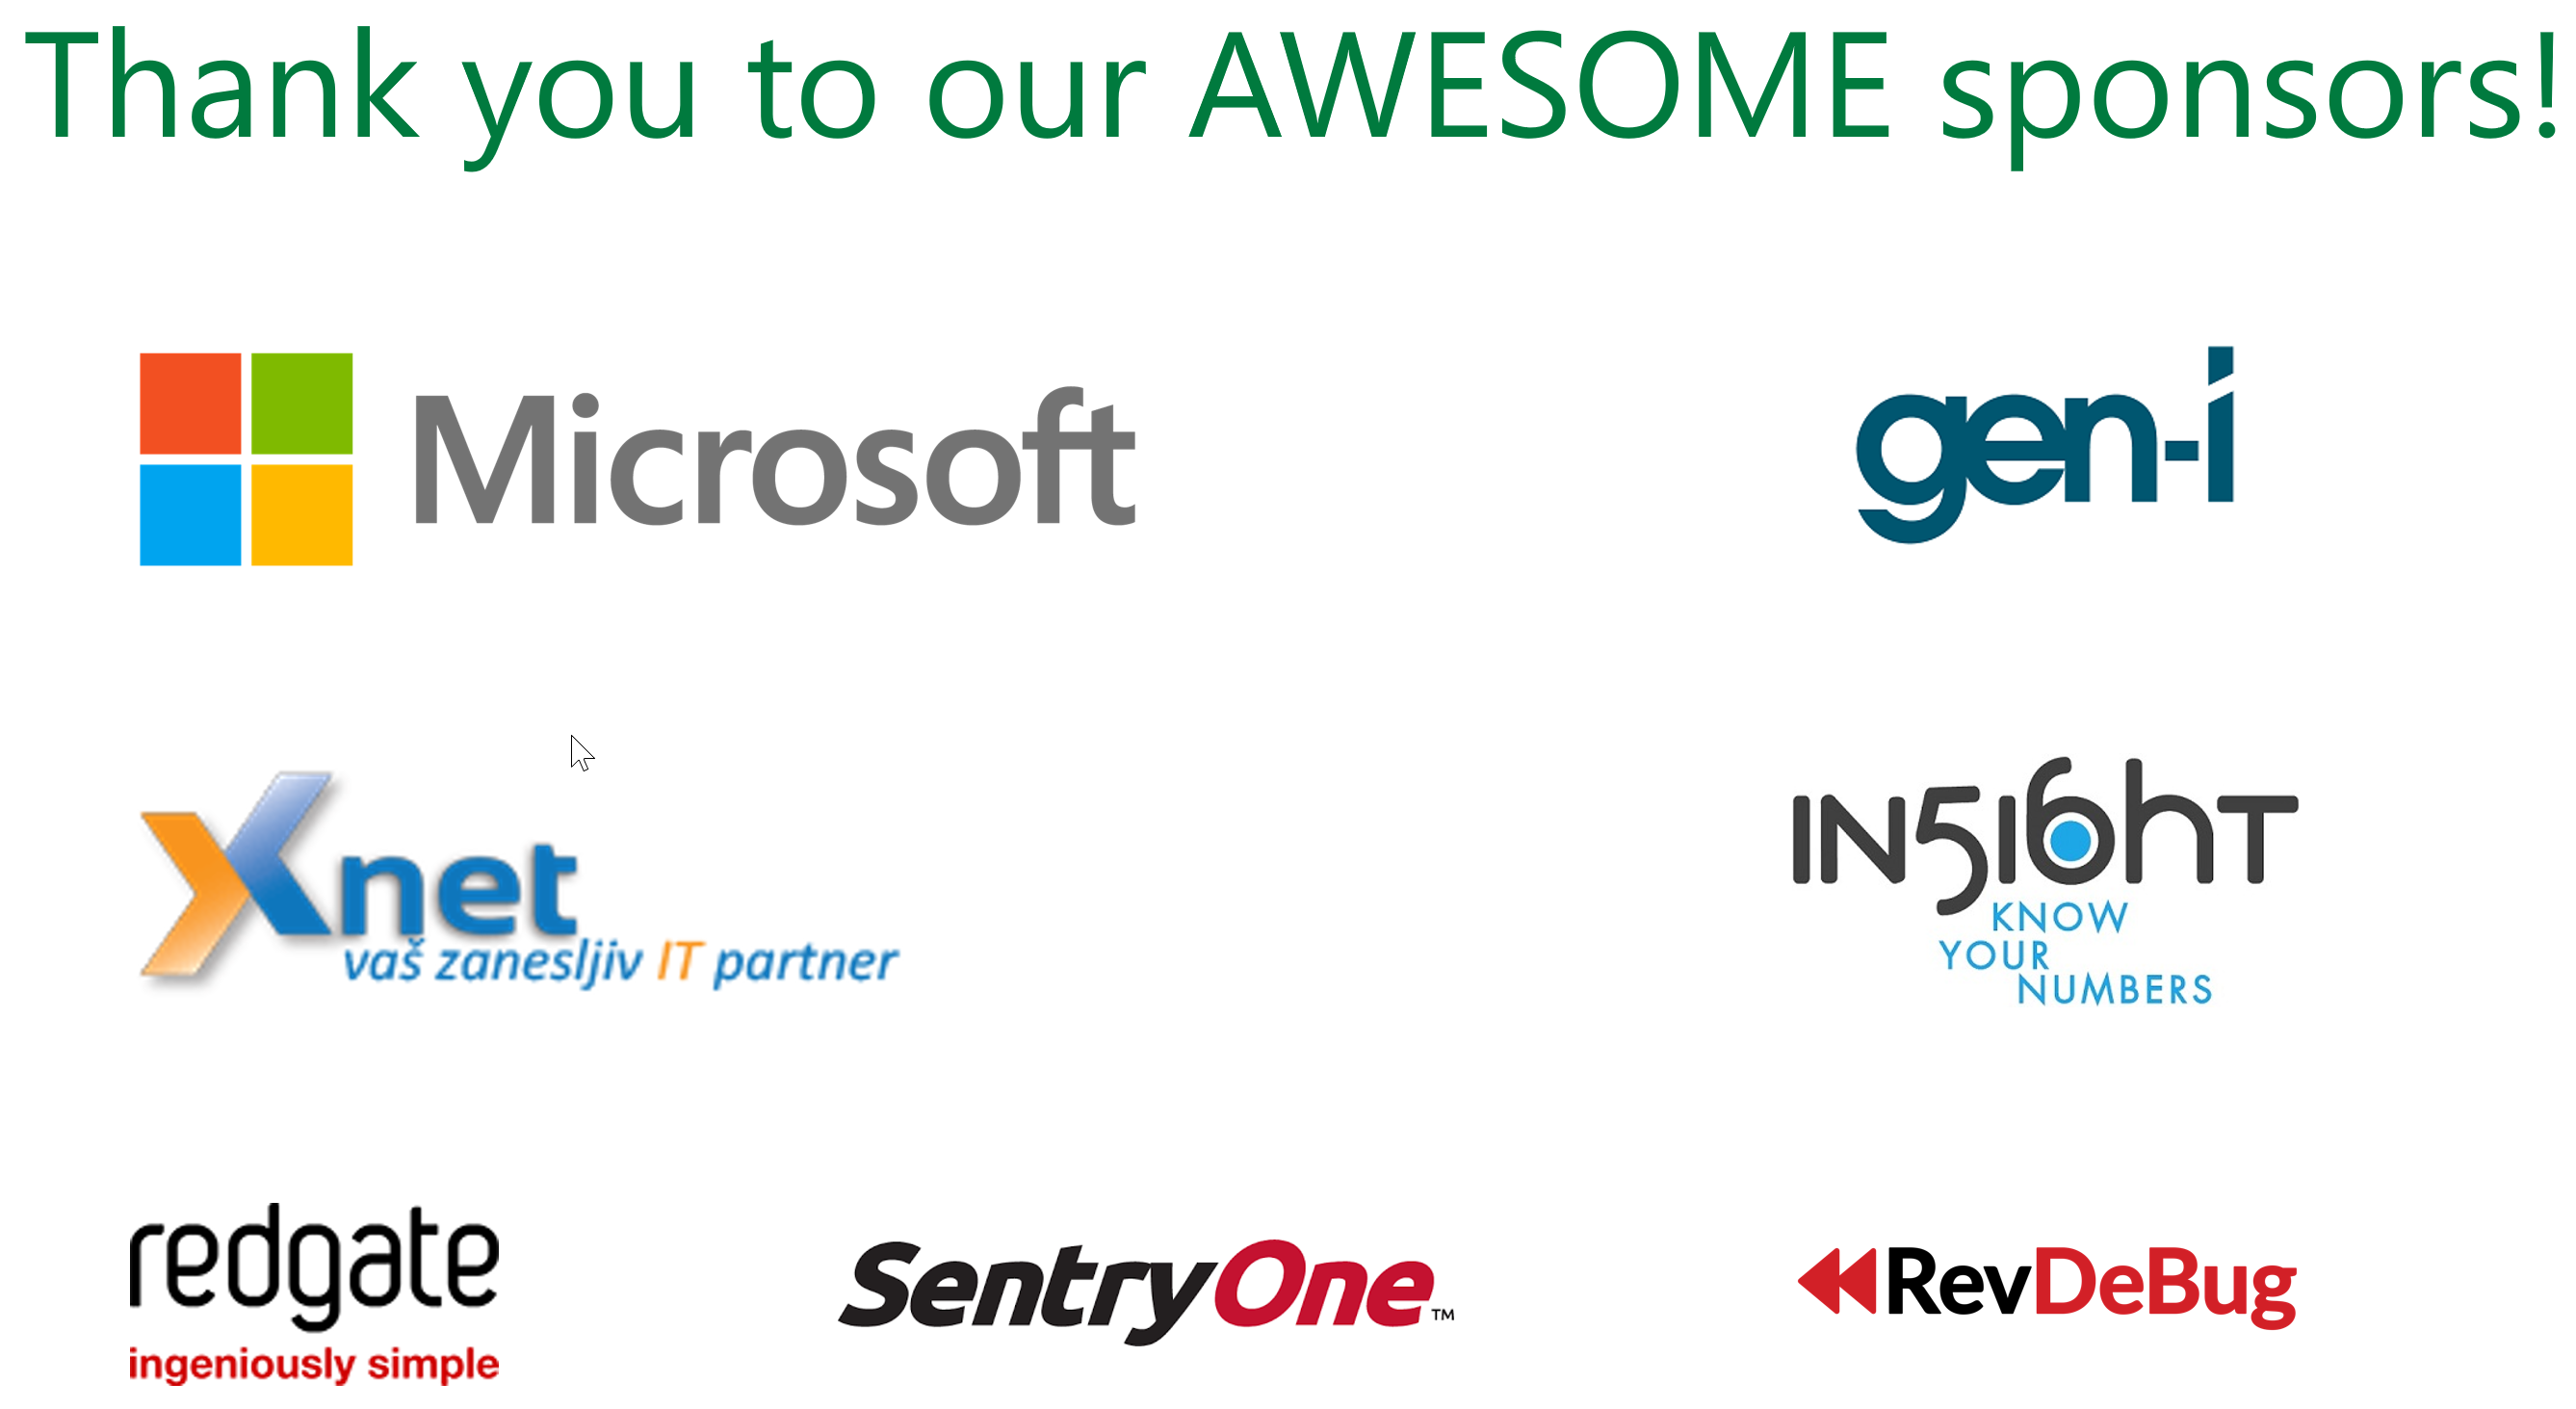 Thank you to our AWESOME sponsors!
Microsoft
gen-i
Xnet
vaš zanesljiv IT partner
IN516hT
KNOW
YOUR
NUMBERS
redgate
ingeniously simple
SentryOne™
RevDeBug